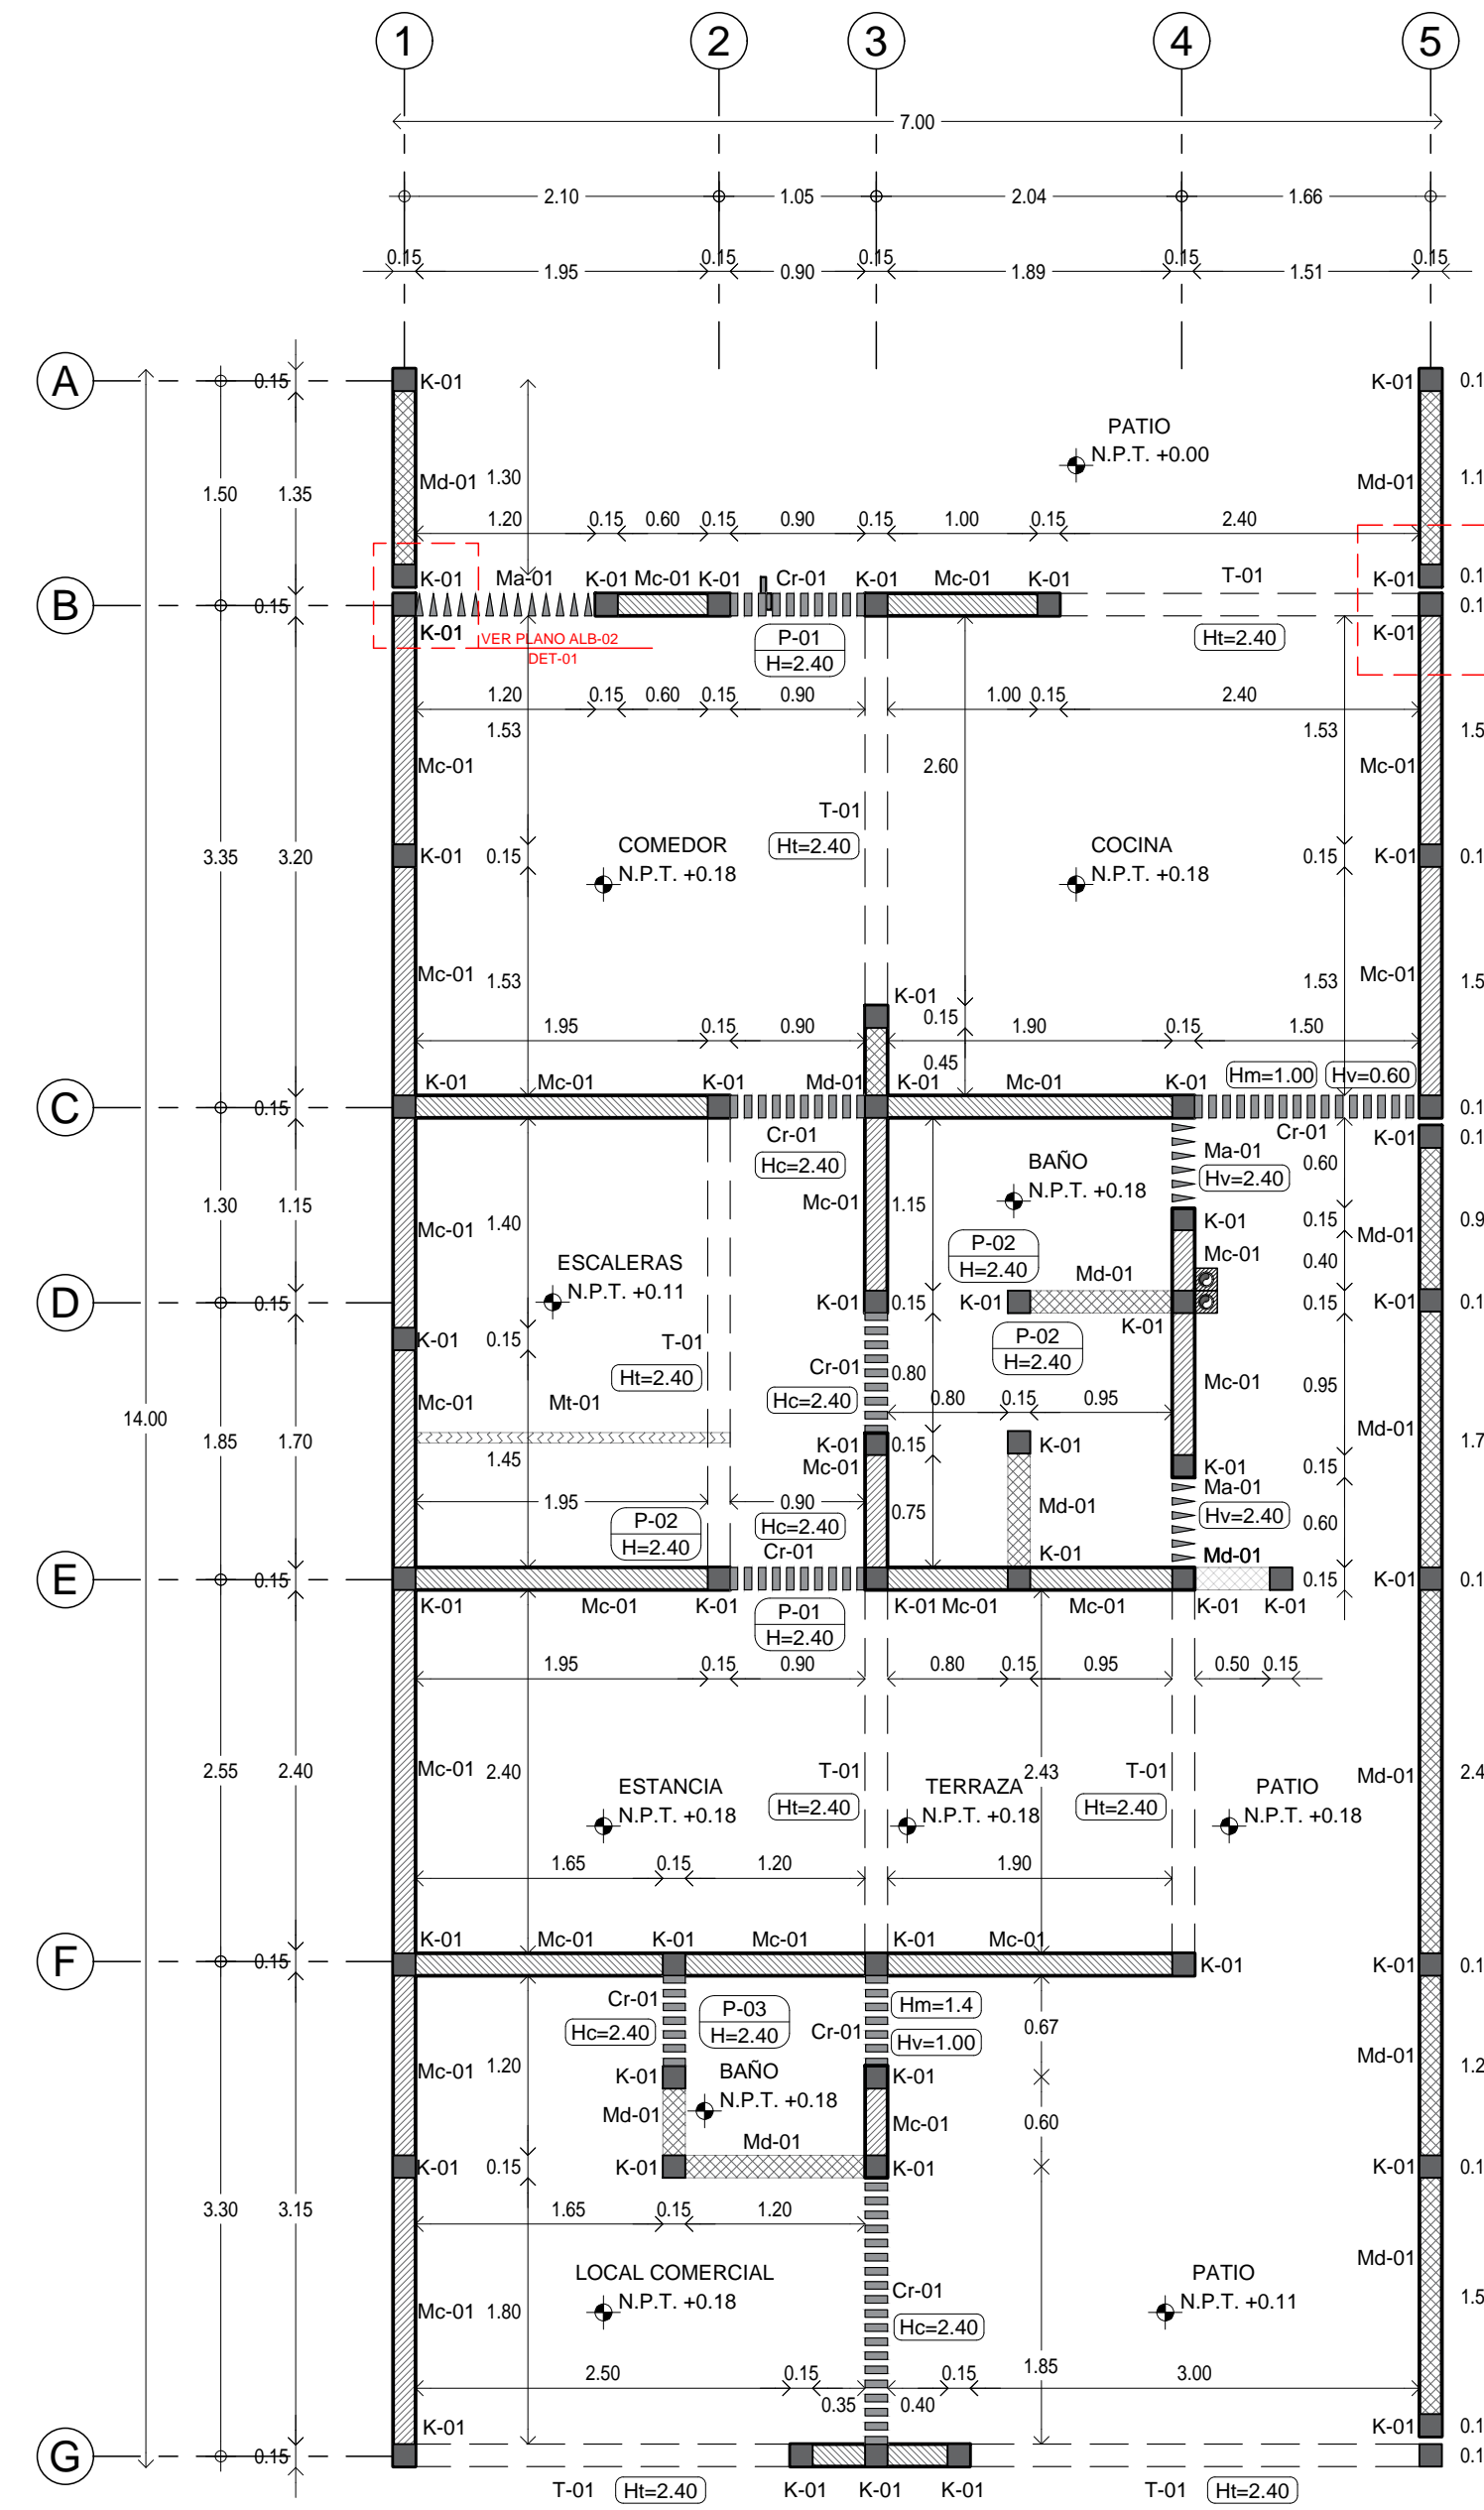 1 2 3 4 5
7.00
2.10 1.05 2.04 1.66
0.15 0.15 0.15 0.15 0.15
1.95 0.90 1.89 1.51
A 0.15 K-01 K-01
PATIO
N.P.T. +0.00
1.50 1.35 Md-01 1.30 Md-01
1.20 0.15 0.60 0.15 0.90 0.15 1.00 0.15 2.40
K-01 Ma-01 K-01 Mc-01 K-01 Cr-01 K-01 Mc-01 K-01 T-01 K-01
B 0.15
K-01 VER PLANO ALB-02 P-01 Ht=2.40 K-01
DET-01 H=2.40
1.20 0.15 0.60 0.15 0.90 1.00 0.15 2.40
1.53 1.53
Mc-01 2.60 Mc-01
T-01
COMEDOR Ht=2.40 COCINA
3.35 3.20 K-01 0.15 0.15 K-01
N.P.T. +0.18 N.P.T. +0.18
Mc-01 1.53 1.53 Mc-01
K-01
0.15
1.95 0.15 0.90 1.90 0.15 1.50
0.45
Hm=1.00 Hv=0.60
K-01 Mc-01 K-01 Md-01 K-01 Mc-01 K-01
C 0.15
Cr-01 Cr-01 K-01
Hc=2.40 BAÑO Ma-01 0.60
N.P.T. +0.18 Hv=2.40
1.30 1.15 Mc-01 1.40 Mc-01 1.15
K-01 0.15 Md-01
P-02 Mc-01 0.40
H=2.40
ESCALERAS Md-01
N.P.T. +0.11
D 0.15 K-01 0.15 K-01 0.15 K-01
K-01
K-01 0.15 T-01 P-02
Ht=2.40 H=2.40
Cr-01 0.80 Mc-01 0.95
Mc-01 Mt-01 Hc=2.40 0.80 0.15 0.95
14.00 1.85 1.70 Md-01
K-01 0.15 K-01
1.45 Mc-01 K-01 0.15
Ma-01
1.95 0.90 0.75 Md-01 Hv=2.40 0.60
P-02 Hc=2.40
H=2.40 Cr-01 K-01 Md-01
E 0.15 0.15 K-01
K-01 Mc-01 K-01 P-01 K-01 Mc-01 Mc-01 K-01 K-01
H=2.40
1.95 0.15 0.90 0.80 0.15 0.95 0.50 0.15
2.55 2.40 Mc-01 2.40 T-01 2.43 T-01 Md-01
ESTANCIA Ht=2.40 TERRAZA Ht=2.40 PATIO
N.P.T. +0.18 N.P.T. +0.18 N.P.T. +0.18
1.65 0.15 1.20 1.90
K-01 Mc-01 K-01 Mc-01 K-01 Mc-01
F 0.15 K-01 K-01
Cr-01 P-03 Hm=1.4
Hc=2.40 H=2.40 Cr-01 Hv=1.00 0.67
Mc-01 1.20 K-01 BAÑO K-01 Md-01
N.P.T. +0.18
Md-01 Mc-01 0.60
Md-01
K-01 0.15 K-01 K-01 K-01
3.30 3.15 1.65 0.15 1.20
LOCAL COMERCIAL PATIO Md-01
N.P.T. +0.18 Cr-01 N.P.T. +0.11
Mc-01 1.80 Hc=2.40
2.50 0.15 0.15 1.85 3.00
0.35 0.40
K-01 K-01
G 0.15
T-01 Ht=2.40 K-01 K-01 K-01 T-01 Ht=2.40